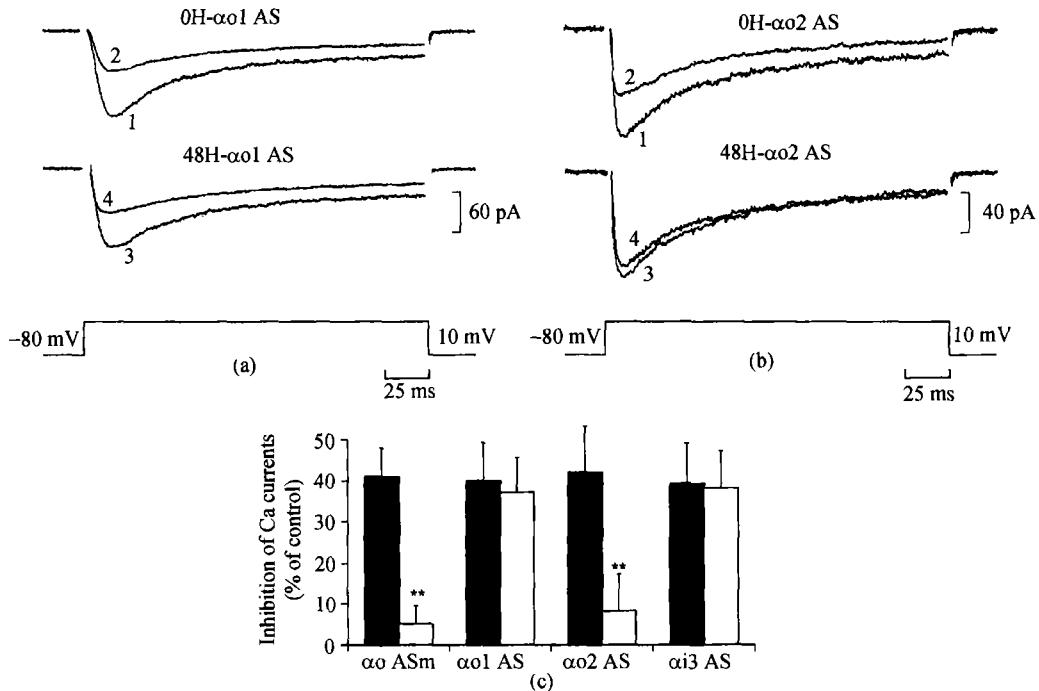 0H-αo1 AS
2
1
48H-αo1 AS
4
3
60 pA
−80 mV
10 mV
(a)
25 ms
0H-αo2 AS
2
1
48H-αo2 AS
4
3
40 pA
−80 mV
10 mV
(b)
25 ms
Inhibition of Ca currents
(% of control)
50
40
30
20
10
0
**
**
αo ASm
αo1 AS
αo2 AS
αi3 AS
(c)